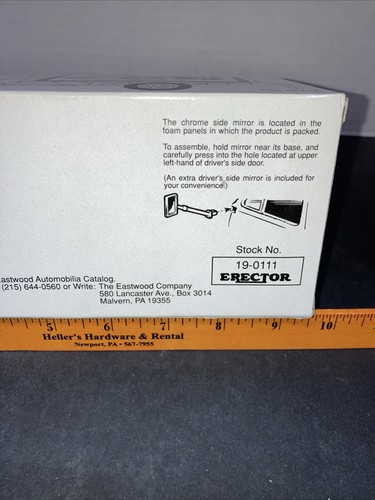 The chrome side mirror is located in the
foam panels in which the product is packed.
To assemble, hold mirror near its base, and
carefully press into the hole located at upper
left-hand of driver's side door.
(An extra driver's side mirror is included for
your convenience!)
Stock No.
19-0111
ERECTOR
Eastwood Automobilia Catalog.
(215) 644-0560 or Write: The Eastwood Company
580 Lancaster Ave., Box 3014
Malvern, PA 19355
5 6 7 8 9 10
Heller's Hardware & Rental
Newport, PA • 567-7955